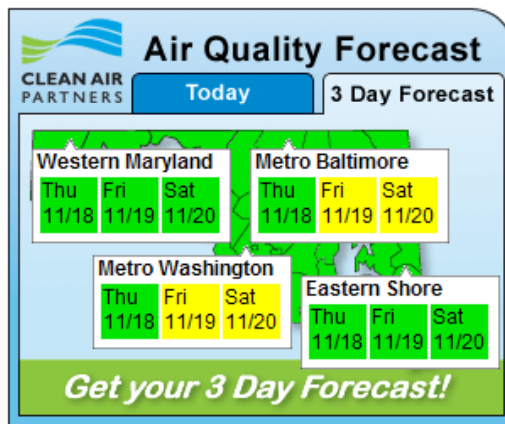 CLEAN AIR
PARTNERS
Air Quality Forecast
Today
3 Day Forecast
Western Maryland
Thu Fri Sat
11/18 11/19 11/20
Metro Baltimore
Thu Fri Sat
11/18 11/19 11/20
Metro Washington
Thu Fri Sat
11/18 11/19 11/20
Eastern Shore
Thu Fri Sat
11/18 11/19 11/20
Get your 3 Day Forecast!